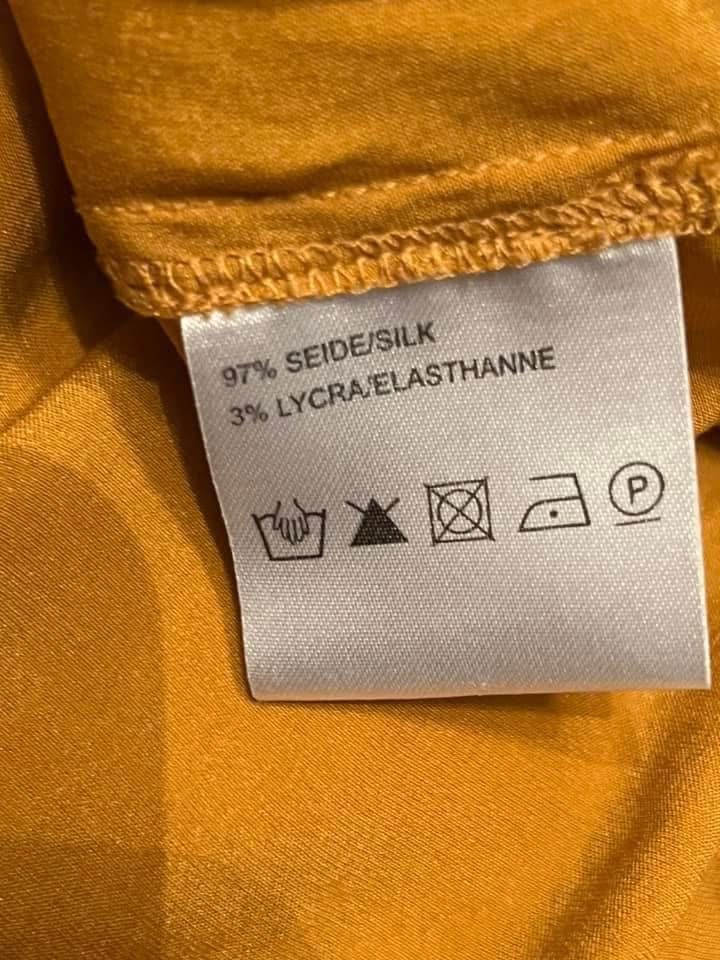 97% SEIDE/SILK
3% LYCRA/ELASTHANNE
P